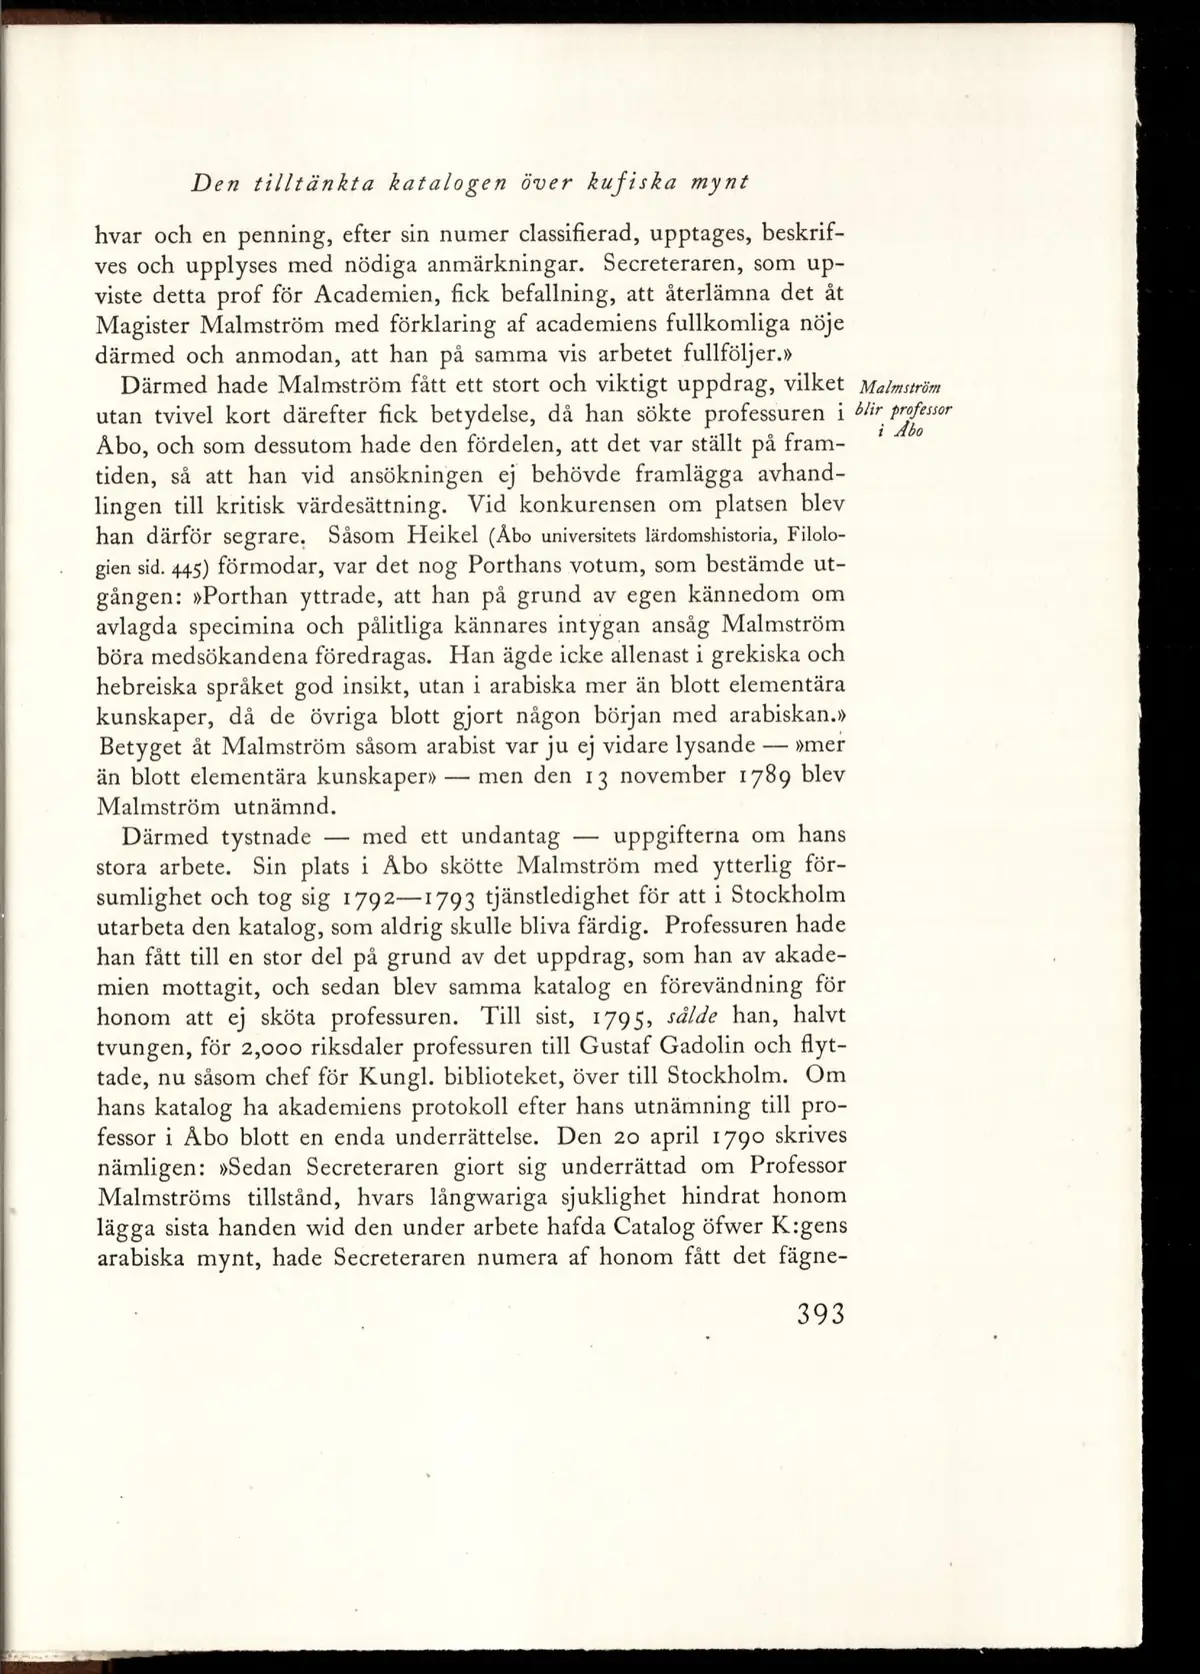 Den tilltänkta katalogen över kufiska mynt
hvar och en penning, efter sin numer classifierad, upptages, beskrif-
ves och upplyses med nödiga anmärkningar. Secreteraren, som up-
viste detta prof för Academien, fick befallning, att återlämna det åt
Magister Malmström med förklaring af academiens fullkomliga nöje
därmed och anmodan, att han på samma vis arbetet fullföljer.»
Därmed hade Malmström fått ett stort och viktigt uppdrag, vilket
utan tvivel kort därefter fick betydelse, då han sökte professuren i
Åbo, och som dessutom hade den fördelen, att det var ställt på fram-
tiden, så att han vid ansökningen ej behövde framlägga avhand-
lingen till kritisk värdesättning. Vid konkurensen om platsen blev
han därför segrare. Såsom Heikel (Åbo universitets lärdomshistoria, Filolo-
gien sid. 445) förmodar, var det nog Porthans votum, som bestämde ut-
gången: »Porthan yttrade, att han på grund av egen kännedom om
avlagda specimina och pålitliga kännares intygan ansåg Malmström
böra medsökandena föredragas. Han ägde icke allenast i grekiska och
hebreiska språket god insikt, utan i arabiska mer än blott elementära
kunskaper, då de övriga blott gjort någon början med arabiskan.»
Betyget åt Malmström såsom arabist var ju ej vidare lysande — »mer
än blott elementära kunskaper» — men den 13 november 1789 blev
Malmström utnämnd.
Därmed tystnade — med ett undantag — uppgifterna om hans
stora arbete. Sin plats i Åbo skötte Malmström med ytterlig för-
sumlighet och tog sig 1792—1793 tjänstledighet för att i Stockholm
utarbeta den katalog, som aldrig skulle bliva färdig. Professuren hade
han fått till en stor del på grund av det uppdrag, som han av akade-
mien mottagit, och sedan blev samma katalog en förevändning för
honom att ej sköta professuren. Till sist, 1795, sålde han, halvt
tvungen, för 2,000 riksdaler professuren till Gustaf Gadolin och flyt-
tade, nu såsom chef för Kungl. biblioteket, över till Stockholm. Om
hans katalog ha akademiens protokoll efter hans utnämning till pro-
fessor i Åbo blott en enda underrättelse. Den 20 april 1790 skrives
nämligen: »Sedan Secreteraren giort sig underrättad om Professor
Malmströms tillstånd, hvars långwariga sjuklighet hindrat honom
lägga sista handen wid den under arbete hafda Catalog öfwer K:gens
arabiska mynt, hade Secreteraren numera af honom fått det fägne-
Malmström
blir professor
i Åbo
393